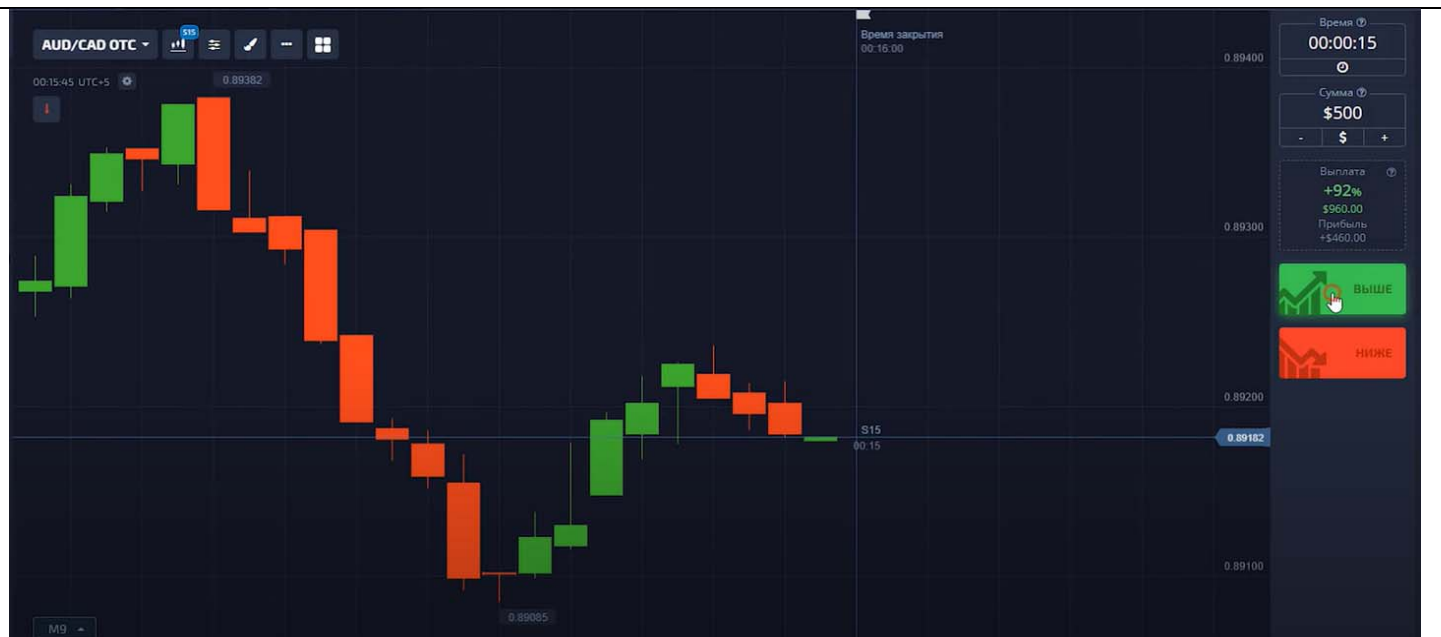 AUD/CAD OTC
S15
00:15:45 UTC+5
0.89382
Время закрытия
00:16:00
0.89400
0.89300
0.89200
0.89182
0.89100
S15
00:15
0.89085
M9
Время
00:00:15
Сумма
$500
- $ +
Выплата
+92%
$960.00
Прибыль
+$460.00
ВЫШЕ
НИЖЕ